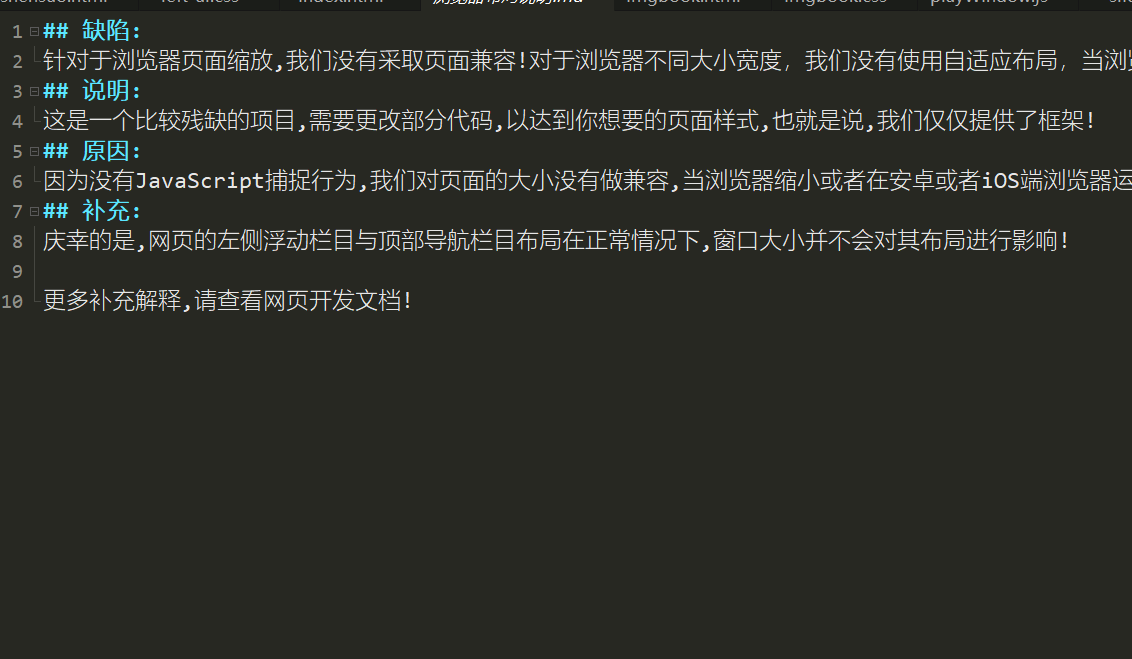 1 ## 缺陷:
2 针对于浏览器页面缩放,我们没有采取页面兼容!对于浏览器不同大小宽度，我们没有使用自适应布局，当浏
3 ## 说明:
4 这是一个比较残缺的项目,需要更改部分代码,以达到你想要的页面样式,也就是说,我们仅仅提供了框架!
5 ## 原因:
6 因为没有JavaScript捕捉行为,我们对页面的大小没有做兼容,当浏览器缩小或者在安卓或者iOS端浏览器运
7 ## 补充:
8 庆幸的是,网页的左侧浮动栏目与顶部导航栏目布局在正常情况下,窗口大小并不会对其布局进行影响!
9
10 更多补充解释,请查看网页开发文档!